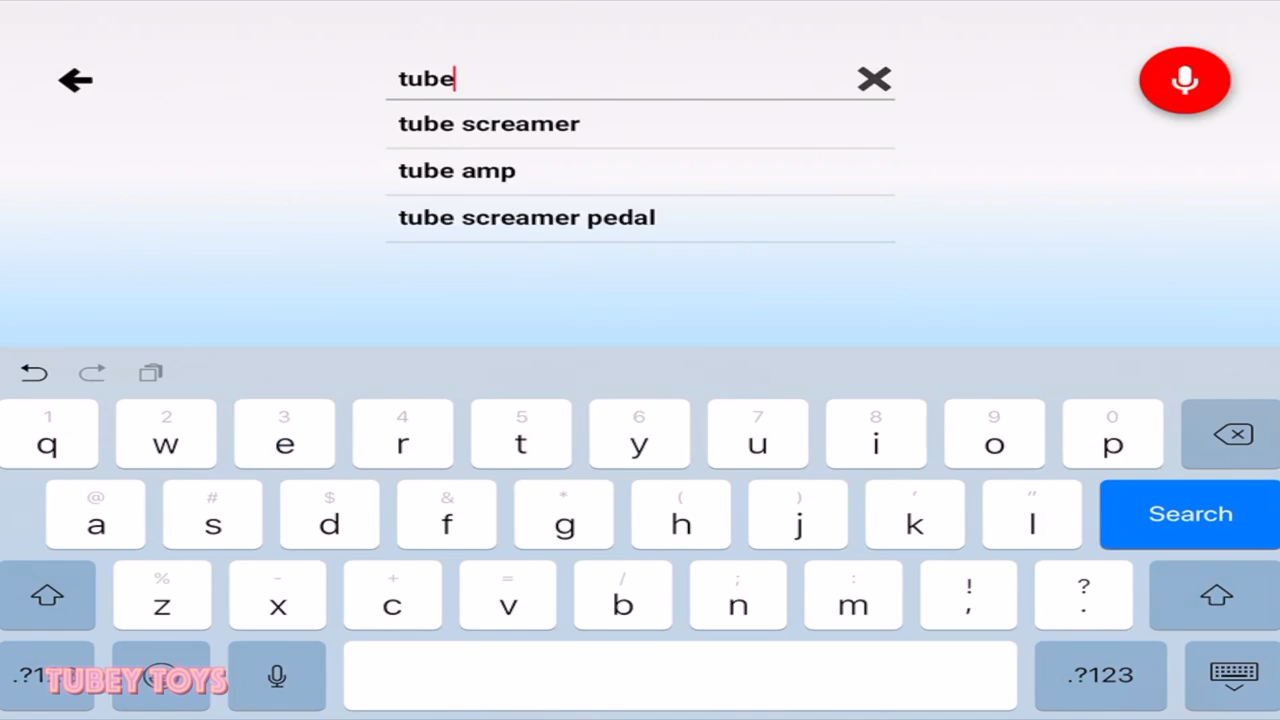 tube
tube screamer
tube amp
tube screamer pedal
1 2 3 4 5 6 7 8 9 0
q w e r t y u i o p
@ # $ & * ( ) ' "
a s d f g h j k l Search
% - + = / ; : ! ?
z x c v b n m , .
.?1 TUBEY TOYS .?123